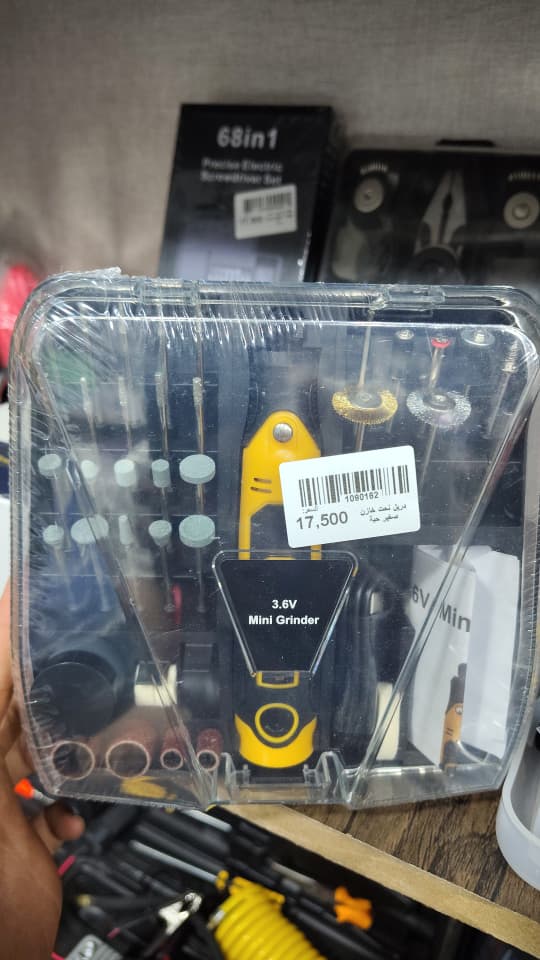 68in1
Precise Electric
Screwdriver Set
1090162
السعر:
17,500
دريل نحت خازن
صغير حبة
3.6V
Mini Grinder
6V Min